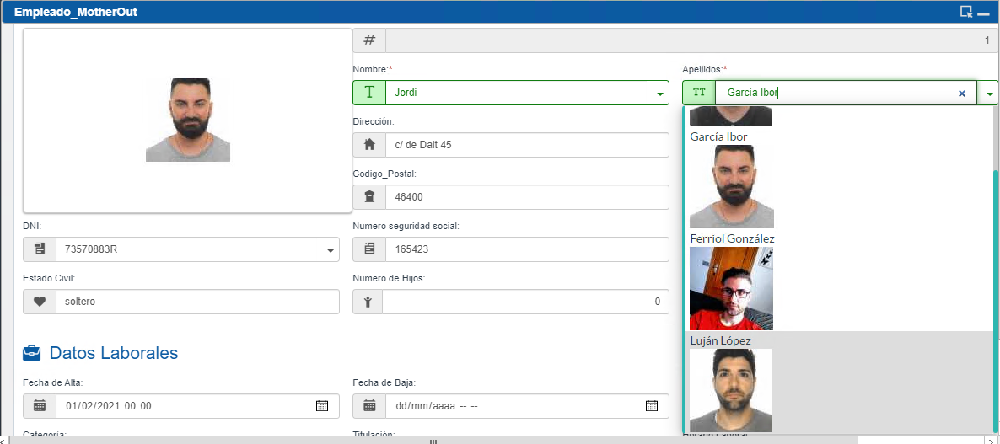 Empleado_MotherOut
# 1
Nombre:*
Apellidos:*
T Jordi
TT García Ibor ×
Dirección:
c/ de Dalt 45
García Ibor
Codigo_Postal:
46400
DNI:
Numero seguridad social:
Ferriol González
73570883R
165423
Estado Civil:
Numero de Hijos:
soltero
0
Luján López
Datos Laborales
Fecha de Alta:
Fecha de Baja:
01/02/2021 00:00
dd/mm/aaaa --:--
Categoría:
Titulación: